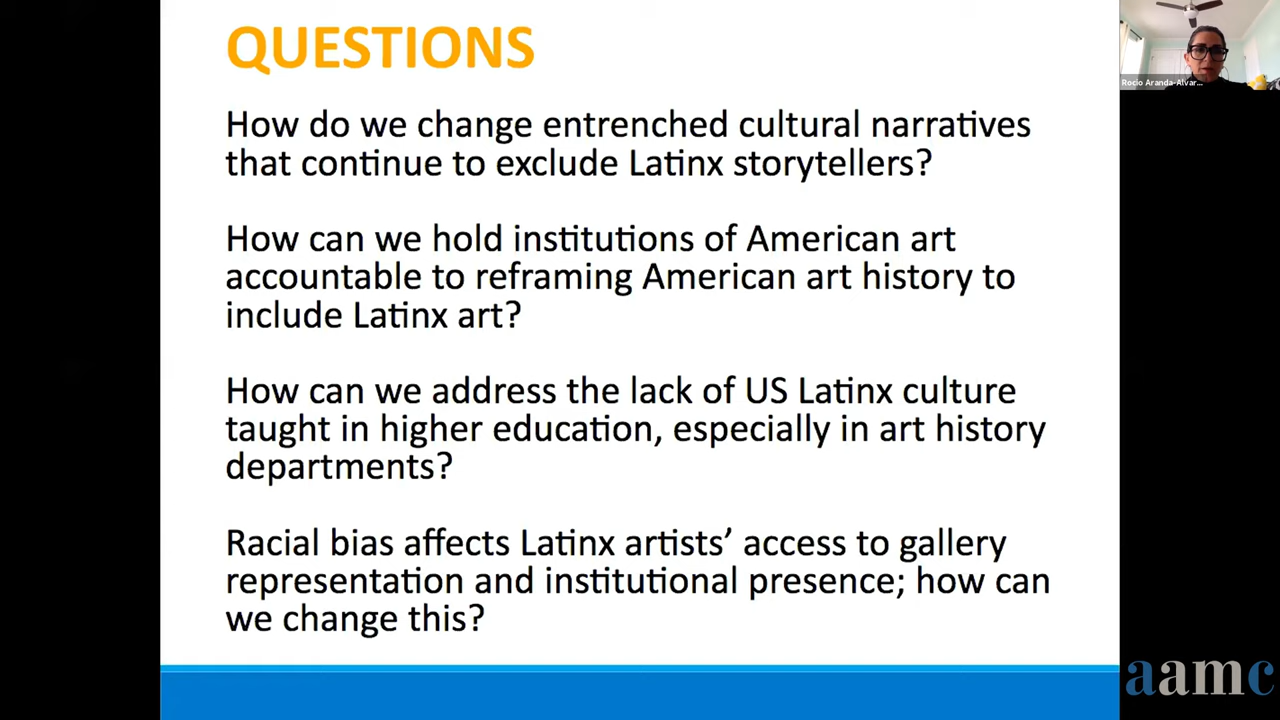 QUESTIONS
How do we change entrenched cultural narratives
that continue to exclude Latinx storytellers?
How can we hold institutions of American art
accountable to reframing American art history to
include Latinx art?
How can we address the lack of US Latinx culture
taught in higher education, especially in art history
departments?
Racial bias affects Latinx artists’ access to gallery
representation and institutional presence; how can
we change this?
Rocio Aranda-Alvar...
aamc